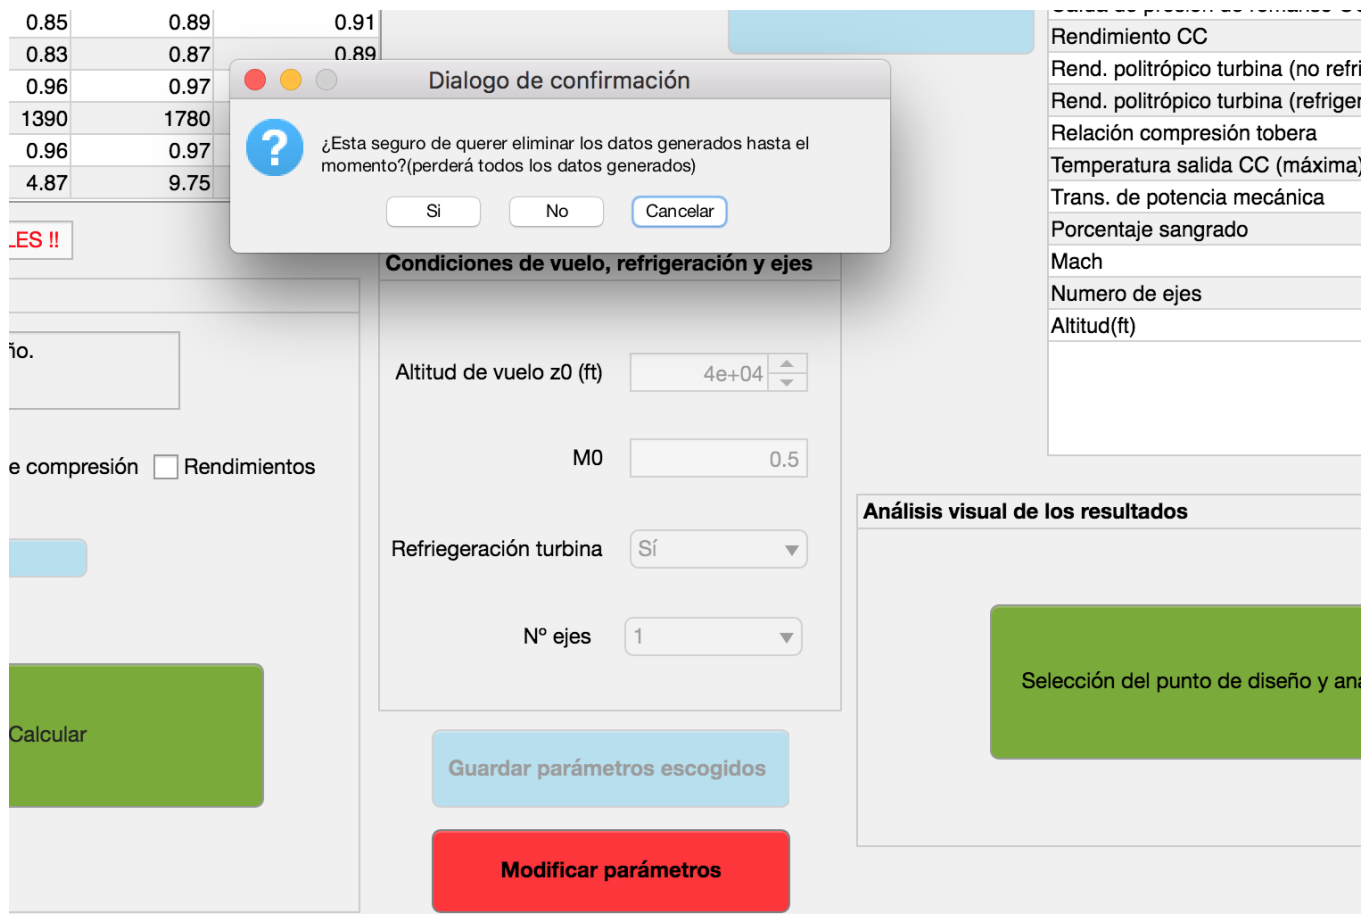 0.85 0.89 0.91
0.83 0.87 0.89
0.96 0.97
1390 1780
0.96 0.97
4.87 9.75
Rendimiento CC
Rend. politrópico turbina (no refri
Rend. politrópico turbina (refriger
Relación compresión tobera
Temperatura salida CC (máxima)
Trans. de potencia mecánica
Porcentaje sangrado
Mach
Numero de ejes
Altitud(ft)
Dialogo de confirmación
¿Esta seguro de querer eliminar los datos generados hasta el
momento?(perderá todos los datos generados)
Si No Cancelar
LES !!
ño.
e compresión Rendimientos
Calcular
Condiciones de vuelo, refrigeración y ejes
Altitud de vuelo z0 (ft) 4e+04
M0 0.5
Refriegeración turbina Sí
Nº ejes 1
Guardar parámetros escogidos
Modificar parámetros
Análisis visual de los resultados
Selección del punto de diseño y aná